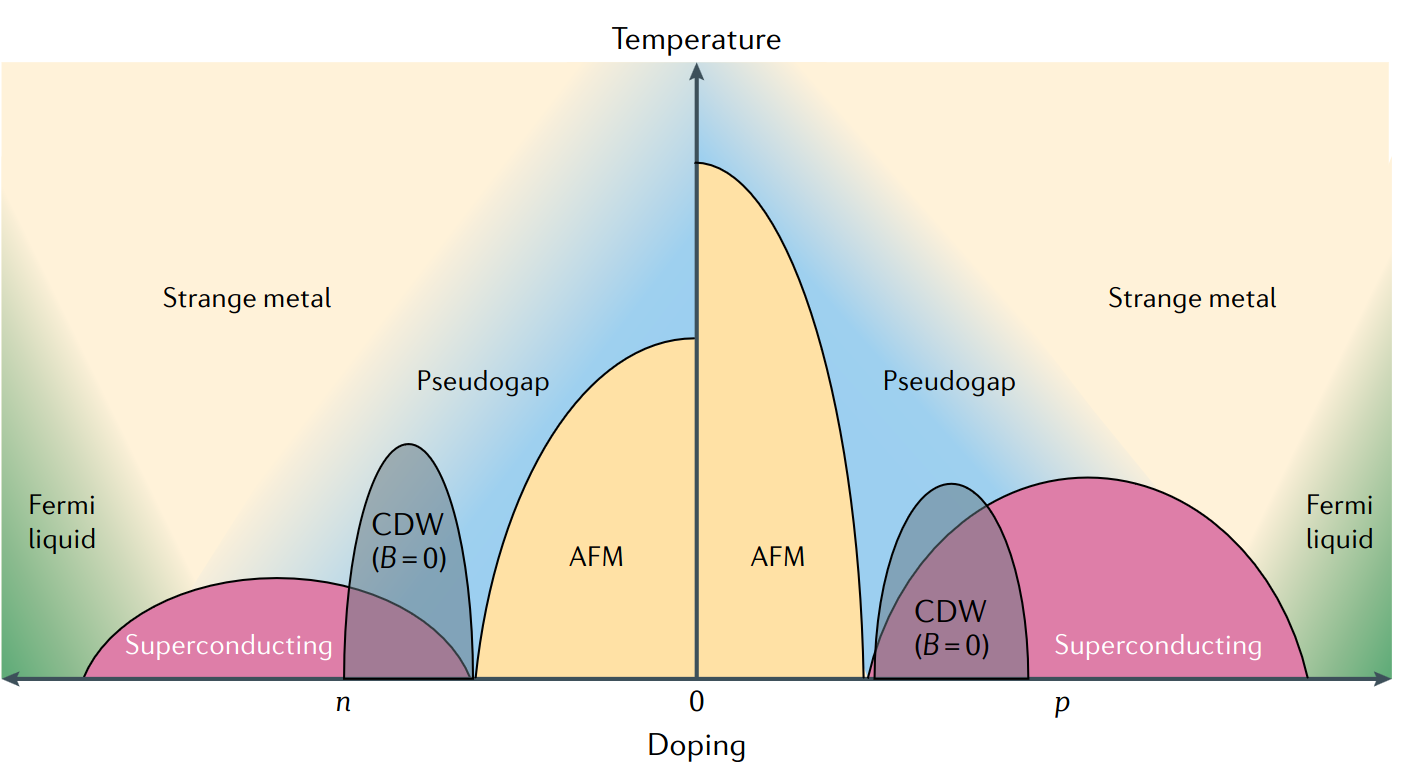 Temperature
Strange metal
Strange metal
Pseudogap
Pseudogap
Fermi
liquid
CDW
(B = 0)
AFM
AFM
Fermi
liquid
CDW
(B = 0)
Superconducting
Superconducting
n
0
p
Doping